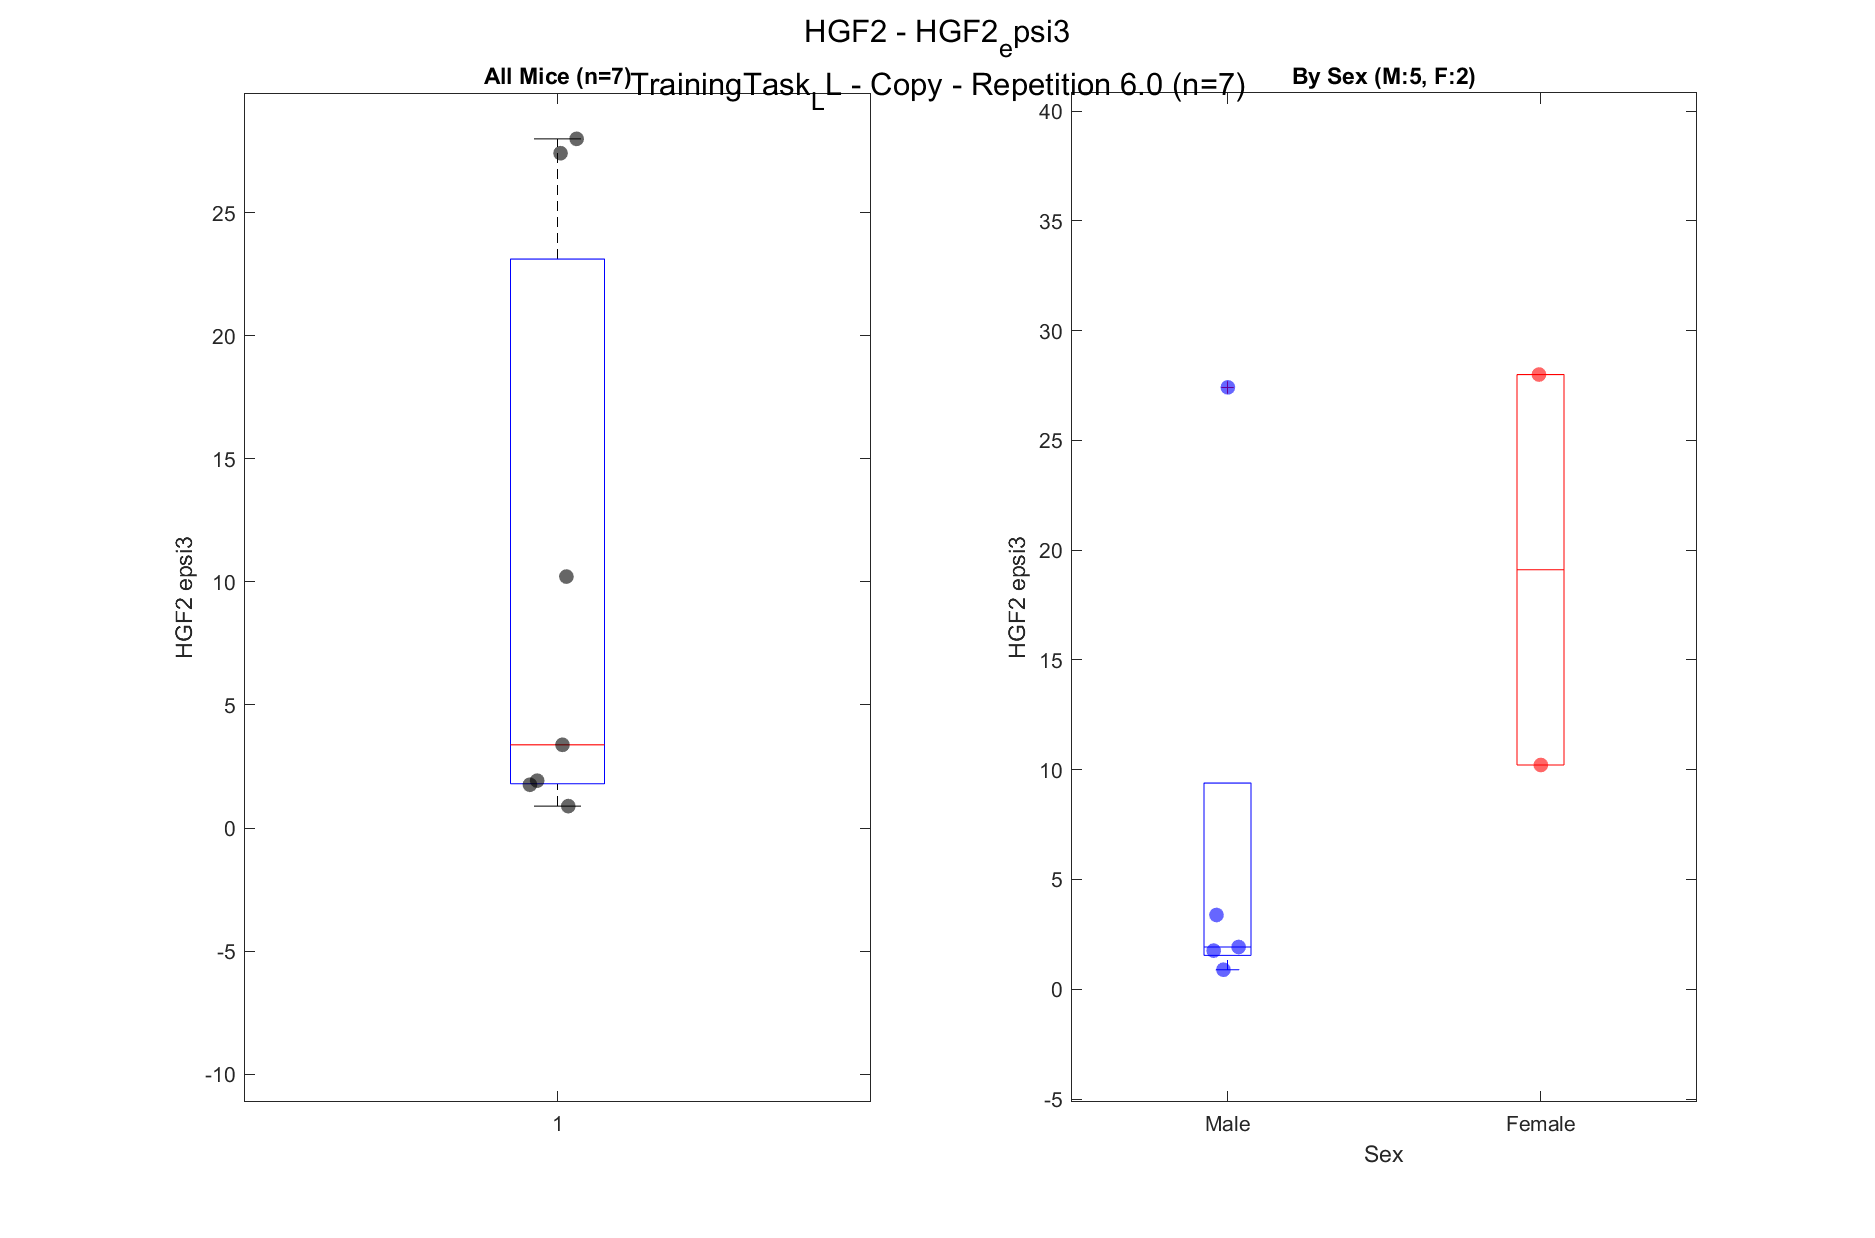 HGF2 - HGF2_epsi3
TrainingTask_LL - Copy - Repetition 6.0 (n=7)
All Mice (n=7)
HGF2 epsi3
25
20
15
10
5
0
-5
-10
1
By Sex (M:5, F:2)
HGF2 epsi3
40
35
30
25
20
15
10
5
0
-5
Male
Female
Sex